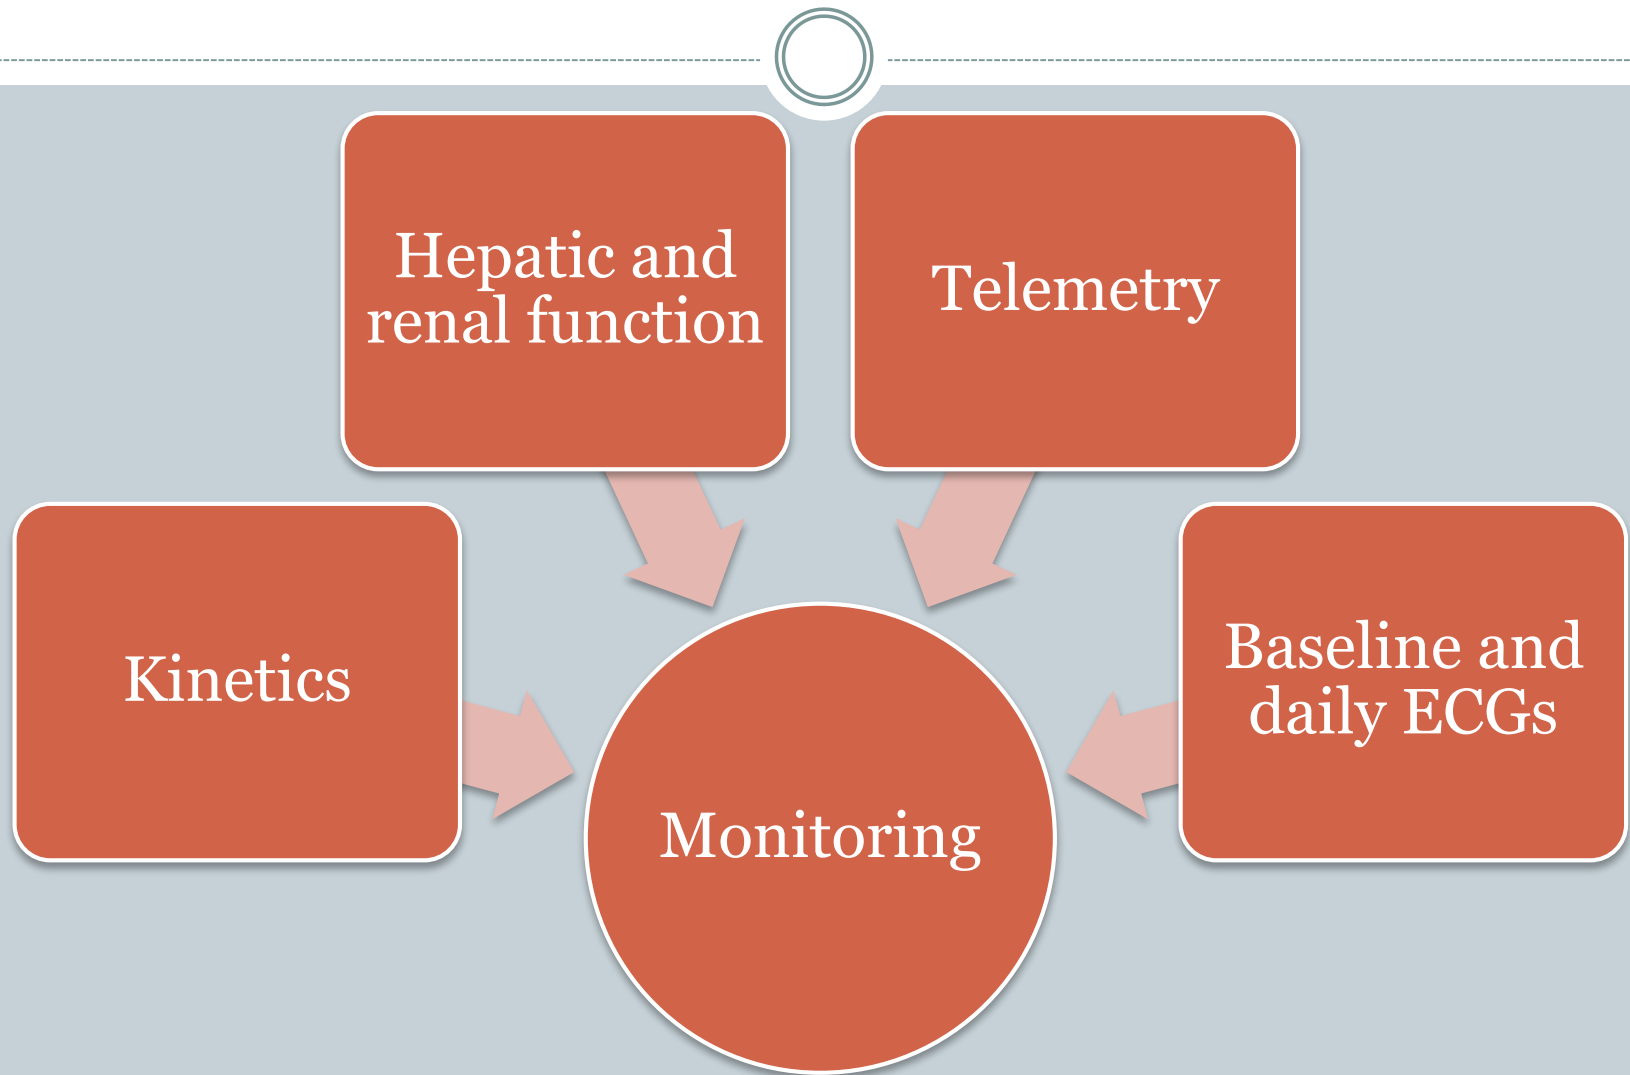 Hepatic and
renal function
Telemetry
Kinetics
Baseline and
daily ECGs
Monitoring